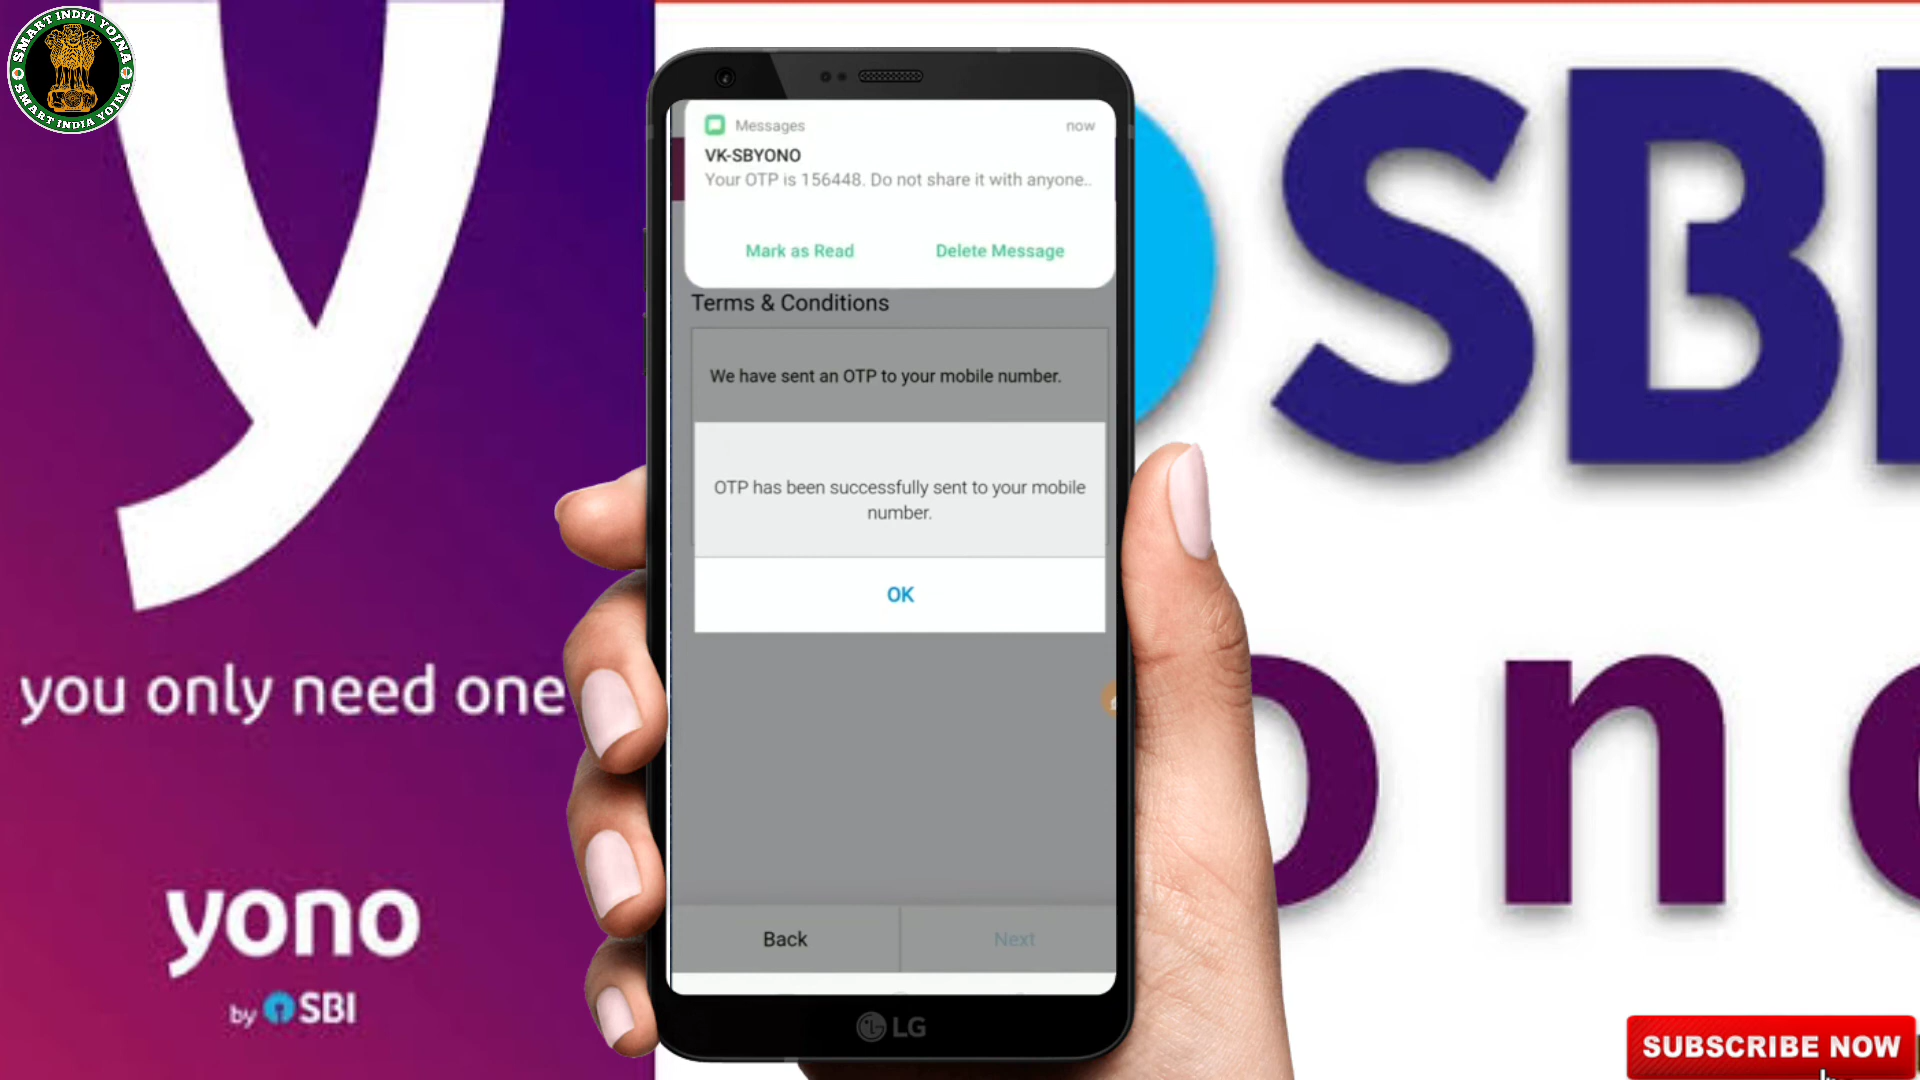 SMART INDIA YOJNA
SMART INDIA YOJNA
y
you only need one
yono
by SBI
Messages
now
VK-SBYONO
Your OTP is 156448. Do not share it with anyone..
Mark as Read
Delete Message
Terms & Conditions
We have sent an OTP to your mobile number.
OTP has been successfully sent to your mobile
number.
OK
Back
Next
LG
SBI
ono
SUBSCRIBE NOW